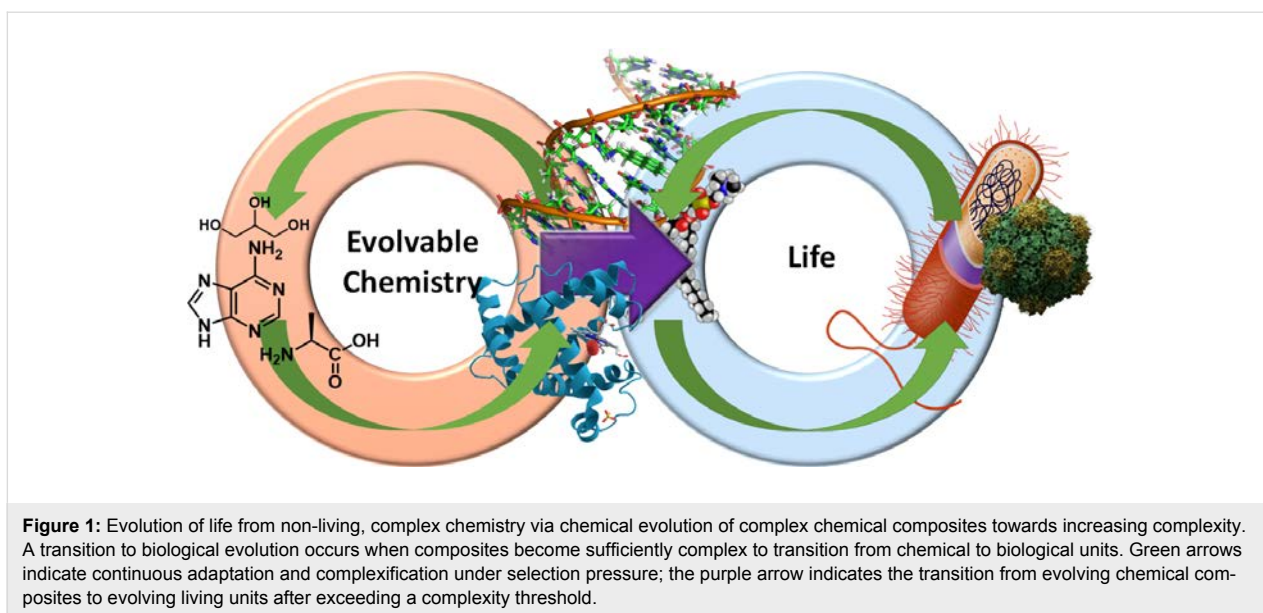 Evolvable
Chemistry
Life
OH
HO
OH
NH₂
N
N
N
N
H
H₂N
OH
O
Figure 1: Evolution of life from non-living, complex chemistry via chemical evolution of complex chemical composites towards increasing complexity.
A transition to biological evolution occurs when composites become sufficiently complex to transition from chemical to biological units. Green arrows
indicate continuous adaptation and complexification under selection pressure; the purple arrow indicates the transition from evolving chemical com-
posites to evolving living units after exceeding a complexity threshold.